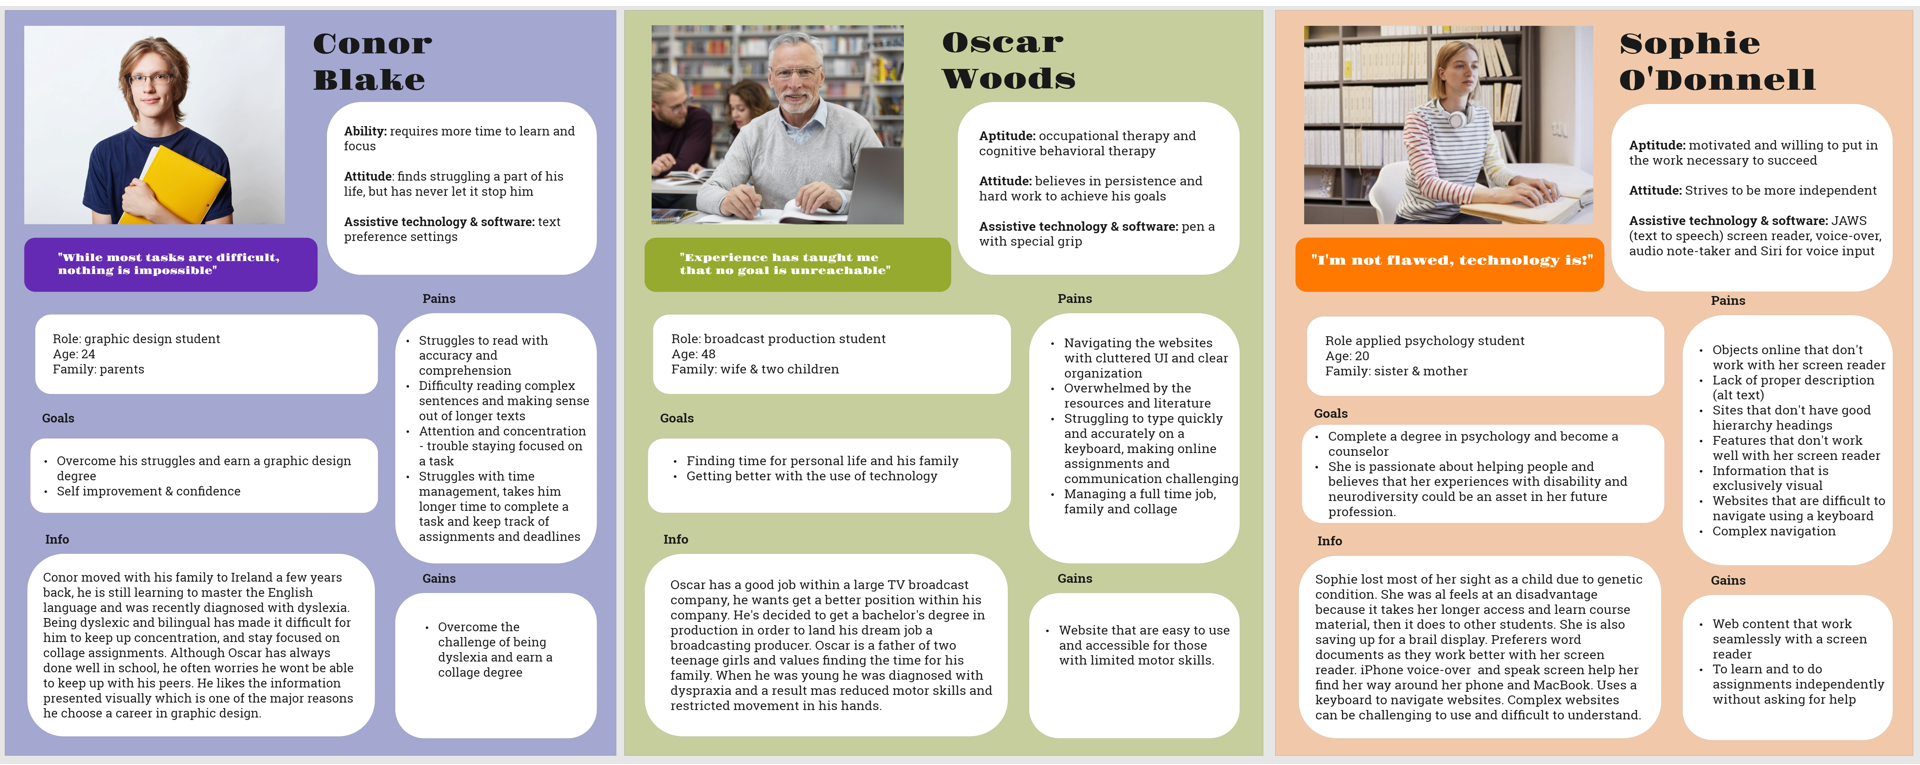 Conor
Blake
Ability: requires more time to learn and
focus
Attitude: finds struggling a part of his
life, but has never let it stop him
Assistive technology & software: text
preference settings
"While most tasks are difficult,
nothing is impossible"
Role: graphic design student
Age: 24
Family: parents
Goals
• Overcome his struggles and earn a graphic design
degree
• Self improvement & confidence
Info
Conor moved with his family to Ireland a few years
back, he is still learning to master the English
language and was recently diagnosed with dyslexia.
Being dyslexic and bilingual has made it difficult for
him to keep up concentration, and stay focused on
collage assignments. Although Oscar has always
done well in school, he often worries he wont be able
to keep up with his peers. He likes the information
presented visually which is one of the major reasons
he choose a career in graphic design.
Pains
• Struggles to read with
accuracy and
comprehension
• Difficulty reading complex
sentences and making sense
out of longer texts
• Attention and concentration
- trouble staying focused on
a task
• Struggles with time
management, takes him
longer time to complete a
task and keep track of
assignments and deadlines
Gains
• Overcome the
challenge of being
dyslexia and earn a
collage degree
Oscar
Woods
Aptitude: occupational therapy and
cognitive behavioral therapy
Attitude: believes in persistence and
hard work to achieve his goals
Assistive technology & software: pen a
with special grip
"Experience has taught me
that no goal is unreachable"
Role: broadcast production student
Age: 48
Family: wife & two children
Goals
• Finding time for personal life and his family
• Getting better with the use of technology
Info
Oscar has a good job within a large TV broadcast
company, he wants get a better position within his
company. He's decided to get a bachelor's degree in
production in order to land his dream job a
broadcasting producer. Oscar is a father of two
teenage girls and values finding the time for his
family. When he was young he was diagnosed with
dyspraxia and a result mas reduced motor skills and
restricted movement in his hands.
Pains
• Navigating the websites
with cluttered UI and clear
organization
• Overwhelmed by the
resources and literature
• Struggling to type quickly
and accurately on a
keyboard, making online
assignments and
communication challenging
• Managing a full time job,
family and collage
Gains
• Website that are easy to use
and accessible for those
with limited motor skills.
Sophie
O'Donnell
Aptitude: motivated and willing to put in
the work necessary to succeed
Attitude: Strives to be more independent
Assistive technology & software: JAWS
(text to speech) screen reader, voice-over,
audio note-taker and Siri for voice input
"I'm not flawed, technology is!"
Role applied psychology student
Age: 20
Family: sister & mother
Goals
• Complete a degree in psychology and become a
counselor
• She is passionate about helping people and
believes that her experiences with disability and
neurodiversity could be an asset in her future
profession.
Info
Sophie lost most of her sight as a child due to genetic
condition. She was al feels at an disadvantage
because it takes her longer access and learn course
material, then it does to other students. She is also
saving up for a brail display. Preferers word
documents as they work better with her screen
reader. iPhone voice-over and speak screen help her
find her way around her phone and MacBook. Uses a
keyboard to navigate websites. Complex websites
can be challenging to use and difficult to understand.
Pains
• Objects online that don't
work with her screen reader
• Lack of proper description
(alt text)
• Sites that don't have good
hierarchy headings
• Features that don't work
well with her screen reader
• Information that is
exclusively visual
• Websites that are difficult to
navigate using a keyboard
• Complex navigation
Gains
• Web content that work
seamlessly with a screen
reader
• To learn and to do
assignments independently
without asking for help